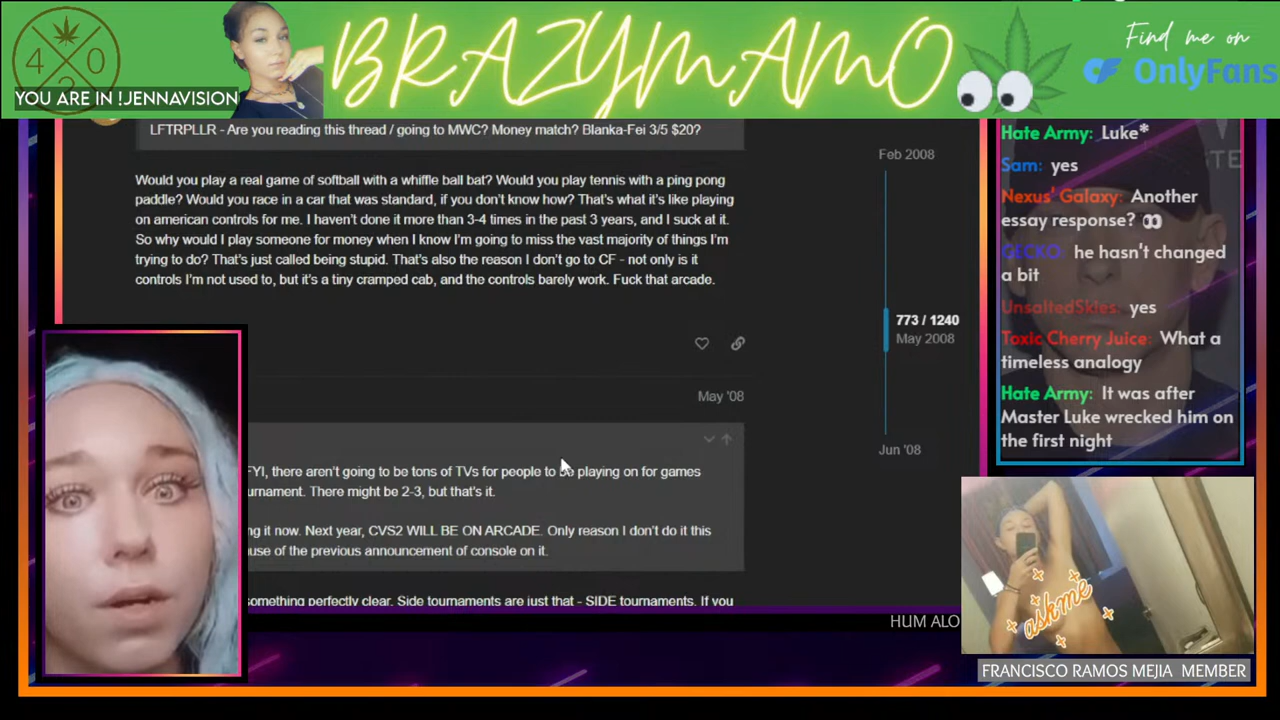 420
YOU ARE IN !JENNAVISION
BRAZYMAMO
Find me on
OnlyFans
LFTRPLLR - Are you reading this thread / going to MWC? Money match? Blanka-Fei 3/5 $20?
Would you play a real game of softball with a whiffle ball bat? Would you play tennis with a ping pong
paddle? Would you race in a car that was standard, if you don't know how? That's what it's like playing
on american controls for me. I haven't done it more than 3-4 times in the past 3 years, and I suck at it.
So why would I play someone for money when I know I'm going to miss the vast majority of things I'm
trying to do? That's just called being stupid. That's also the reason I don't go to CF - not only is it
controls I'm not used to, but it's a tiny cramped cab, and the controls barely work. Fuck that arcade.
May '08
FYI, there aren't going to be tons of TVs for people to be playing on for games
urnament. There might be 2-3, but that's it.
ng it now. Next year, CVS2 WILL BE ON ARCADE. Only reason I don't do it this
use of the previous announcement of console on it.
something perfectly clear. Side tournaments are just that - SIDE tournaments. If you
Feb 2008
773 / 1240
May 2008
Jun '08
Hate Army: Luke*
Sam: yes
Nexus' Galaxy: Another
essay response? 👀
GECKO: he hasn't changed
a bit
UnsaltedSkies: yes
Toxic Cherry Juice: What a
timeless analogy
Hate Army: It was after
Master Luke wrecked him on
the first night
askme
HUM ALO
FRANCISCO RAMOS MEJIA MEMBER